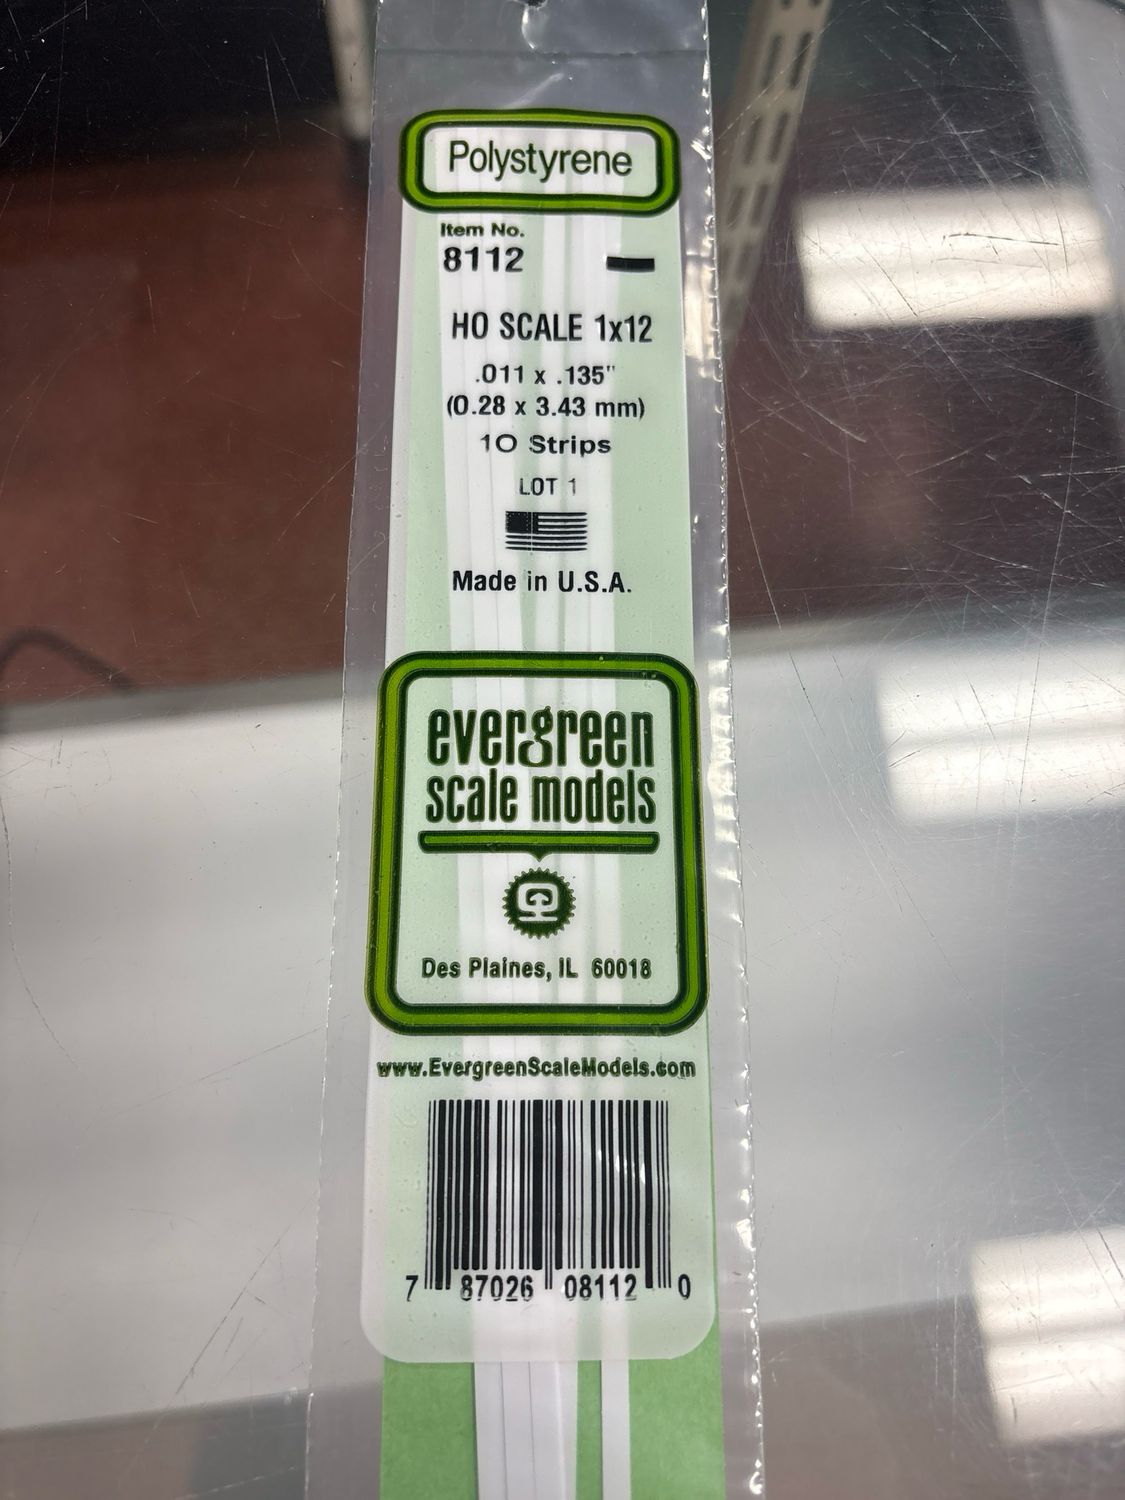 Polystyrene
Item No.
8112
HO SCALE 1x12
.011 x .135"
(0.28 x 3.43 mm)
10 Strips
LOT 1
Made in U.S.A.
evergreen
scale models
Des Plaines, IL 60018
www.EvergreenScaleModels.com
7 87026 08112 0